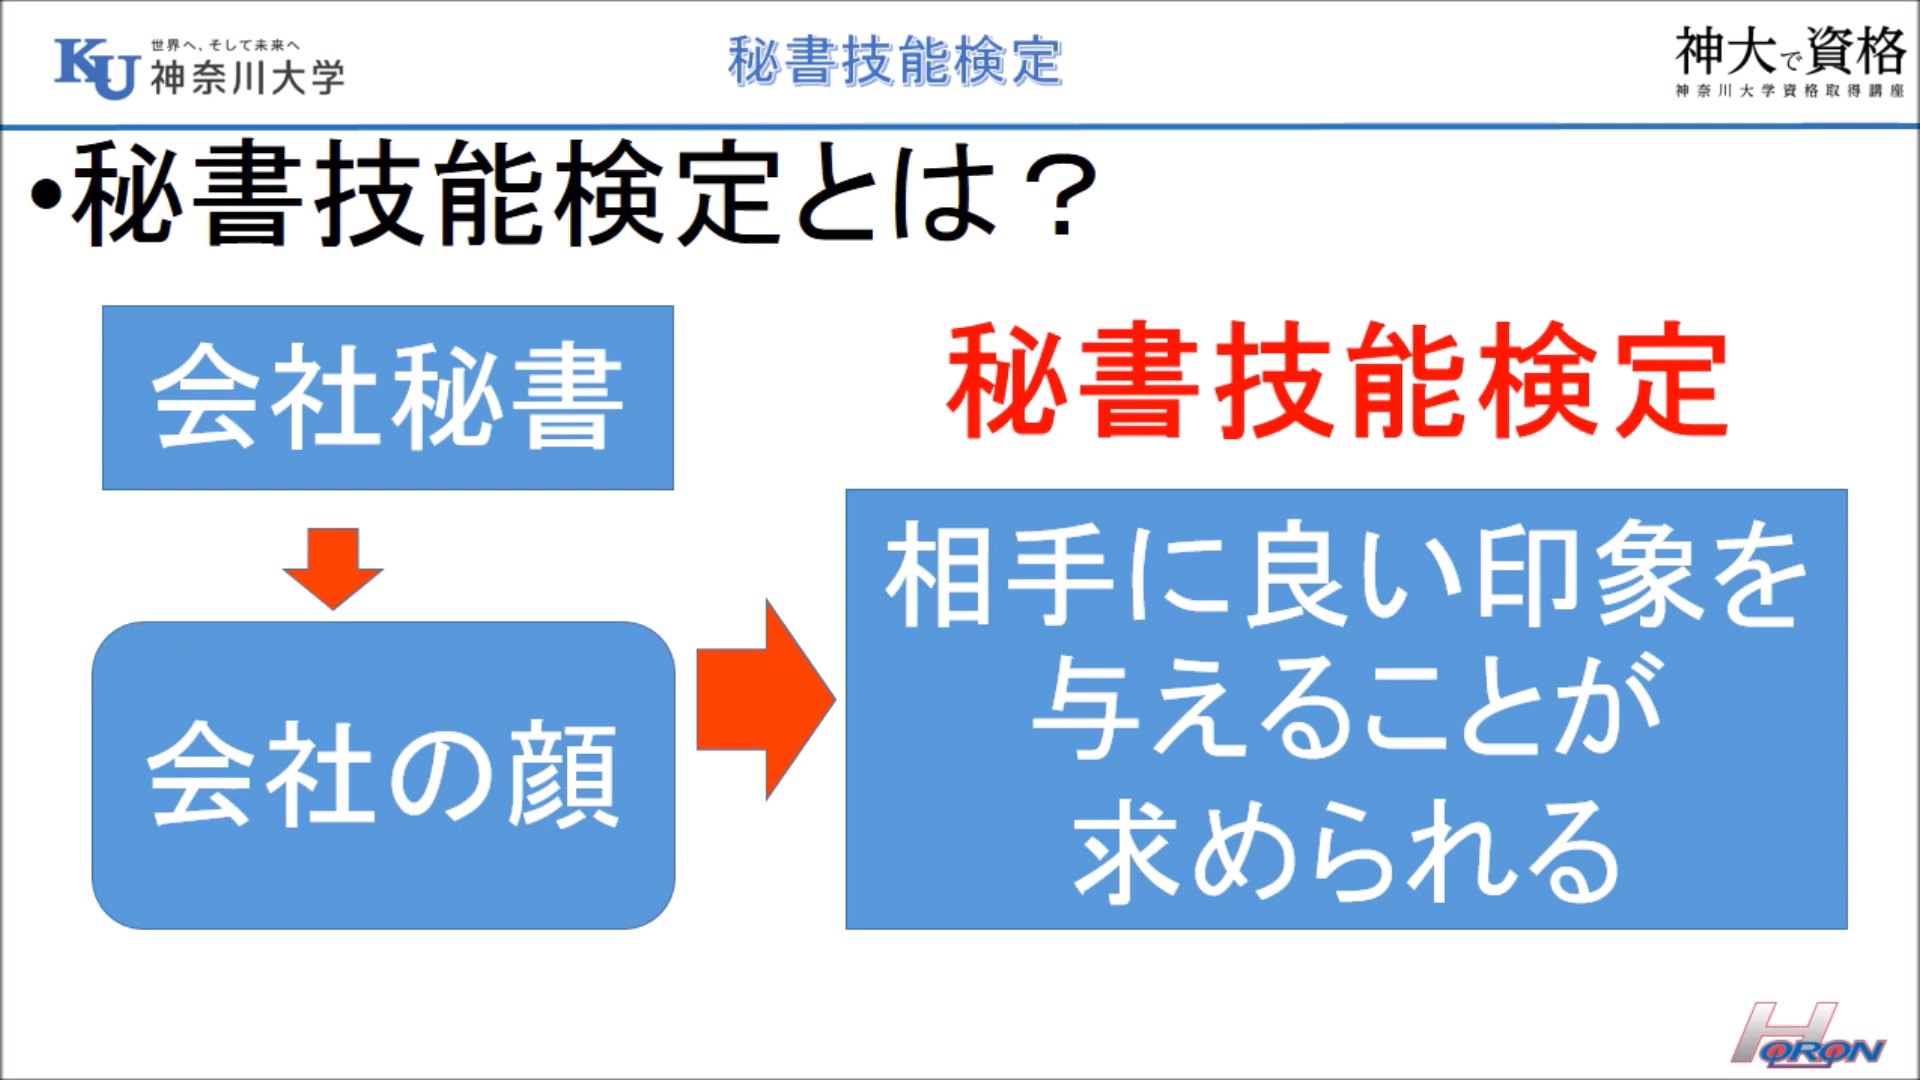 KU
世界へ、そして未来へ
神奈川大学
秘書技能検定
神大で資格
神奈川大学資格取得講座
•秘書技能検定とは？
会社秘書
会社の顔
秘書技能検定
相手に良い印象を
与えることが
求められる
HORON